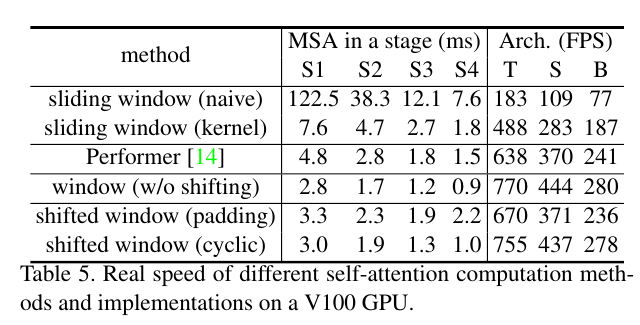 method MSA in a stage (ms) Arch. (FPS)
S1 S2 S3 S4 T S B
sliding window (naive) 122.5 38.3 12.1 7.6 183 109 77
sliding window (kernel) 7.6 4.7 2.7 1.8 488 283 187
Performer [14] 4.8 2.8 1.8 1.5 638 370 241
window (w/o shifting) 2.8 1.7 1.2 0.9 770 444 280
shifted window (padding) 3.3 2.3 1.9 2.2 670 371 236
shifted window (cyclic) 3.0 1.9 1.3 1.0 755 437 278
Table 5. Real speed of different self-attention computation meth-
ods and implementations on a V100 GPU.